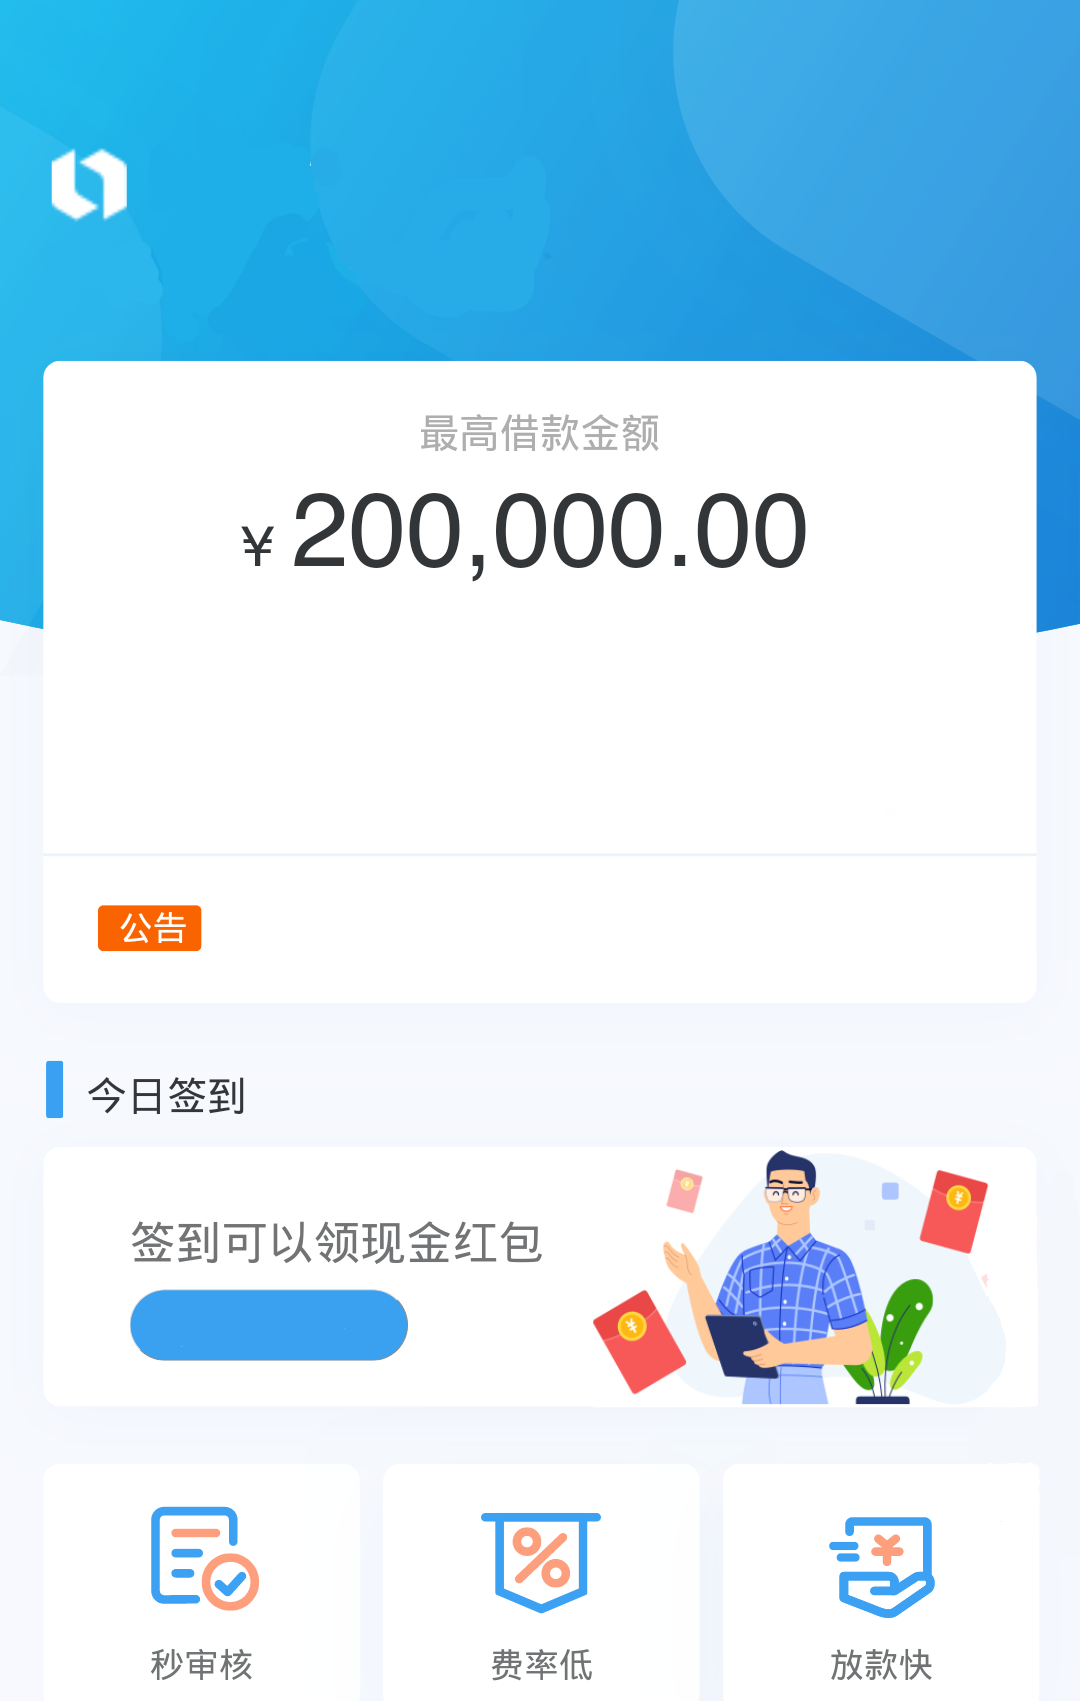 最高借款金额
¥200,000.00
公告
今日签到
签到可以领现金红包
秒审核
费率低
放款快